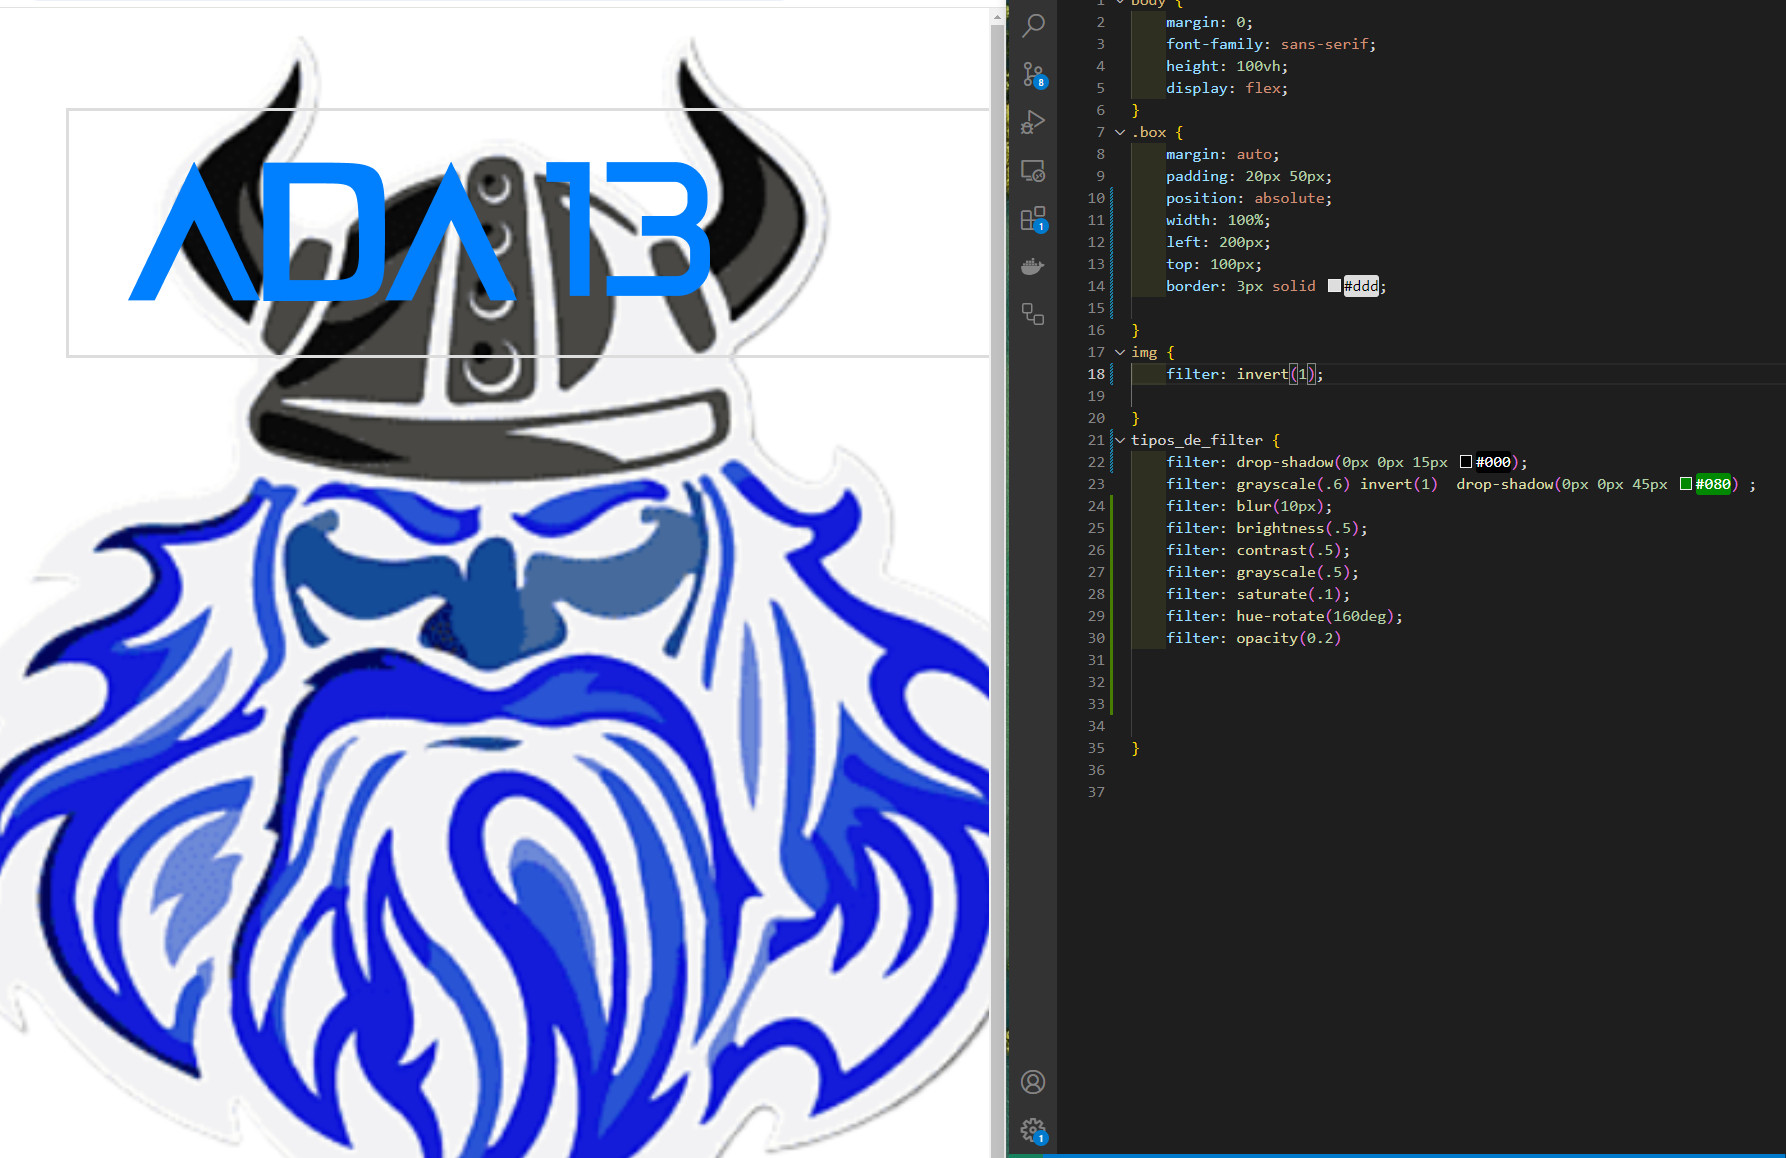 ADA 13
1 body {
2 margin: 0;
3 font-family: sans-serif;
4 height: 100vh;
5 display: flex;
6 }
7 .box {
8 margin: auto;
9 padding: 20px 50px;
10 position: absolute;
11 width: 100%;
12 left: 200px;
13 top: 100px;
14 border: 3px solid #ddd;
15
16 }
17 img {
18 filter: invert(1);
19
20 }
21 tipos_de_filter {
22 filter: drop-shadow(0px 0px 15px #000);
23 filter: grayscale(.6) invert(1)  drop-shadow(0px 0px 45px #080) ;
24 filter: blur(10px);
25 filter: brightness(.5);
26 filter: contrast(.5);
27 filter: grayscale(.5);
28 filter: saturate(.1);
29 filter: hue-rotate(160deg);
30 filter: opacity(0.2)
31
32
33
34
35 }
36
37
8
1
1